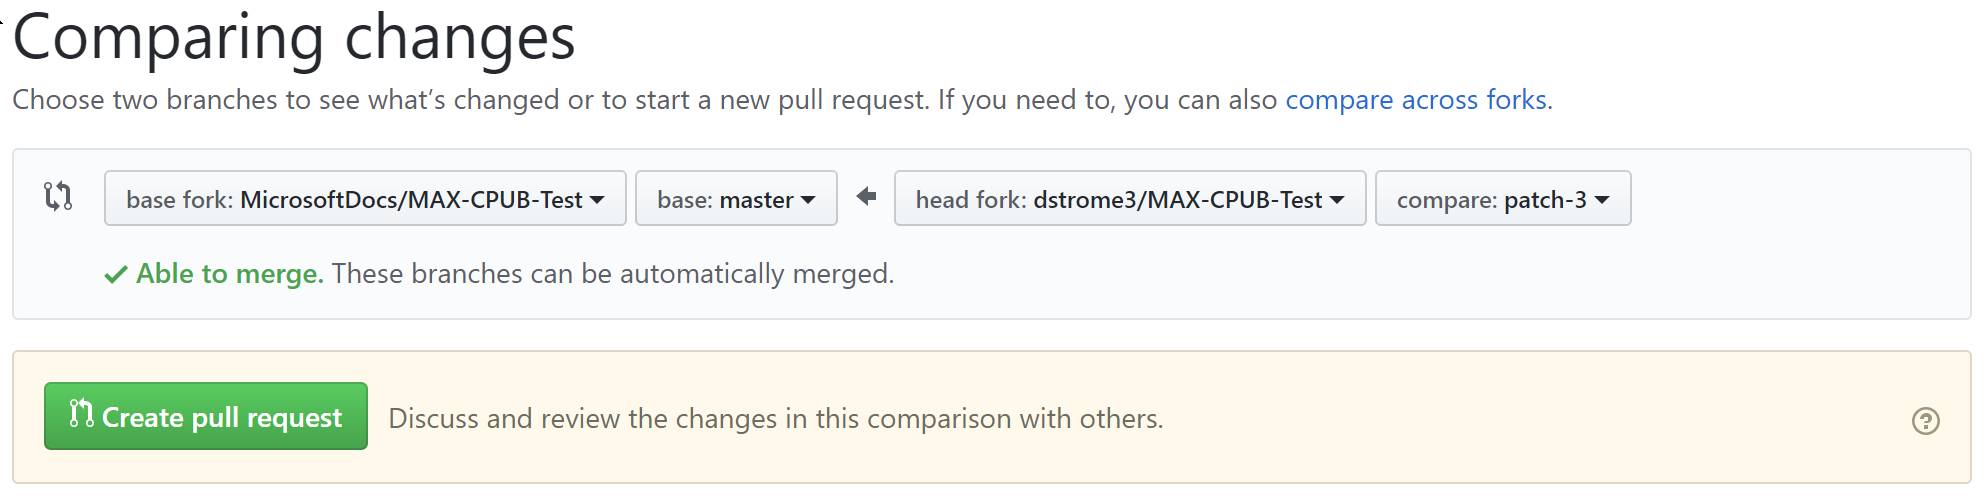 Comparing changes
Choose two branches to see what’s changed or to start a new pull request. If you need to, you can also compare across forks.
base fork: MicrosoftDocs/MAX-CPUB-Test base: master head fork: dstrome3/MAX-CPUB-Test compare: patch-3
Able to merge. These branches can be automatically merged.
Create pull request Discuss and review the changes in this comparison with others.